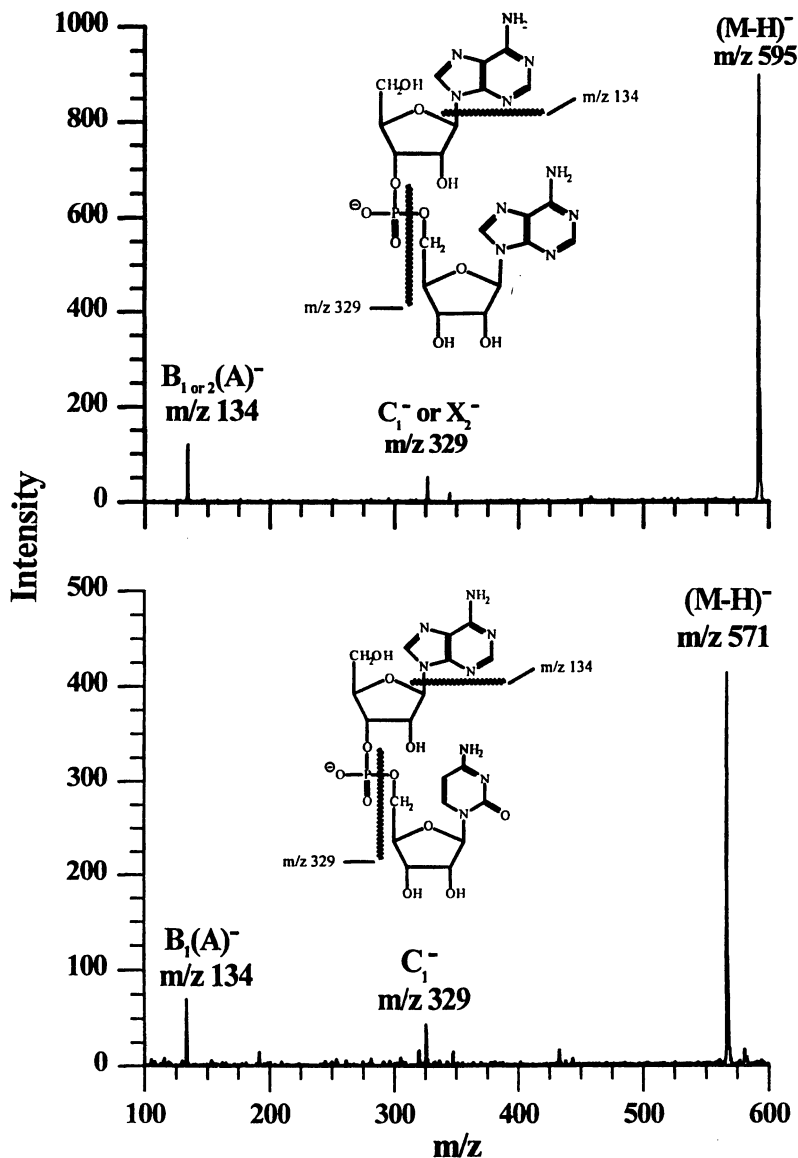 1000
800
600
400
200
0
(M-H)⁻
m/z 595
NH₂
N
N
N
N
m/z 134
CH₂OH
O
O
OH
⊖
O
P
O
O
CH₂
NH₂
N
N
N
N
O
m/z 329
OH
OH
B₁ or ₂(A)⁻
m/z 134
C₁⁻ or X₂⁻
m/z 329
Intensity
500
400
300
200
100
0
(M-H)⁻
m/z 571
NH₂
N
N
N
N
m/z 134
CH₂OH
O
O
OH
⊖
O
P
O
O
CH₂
NH₂
N
N
O
O
m/z 329
OH
OH
B₁(A)⁻
m/z 134
C₁⁻
m/z 329
100 200 300 400 500 600
m/z